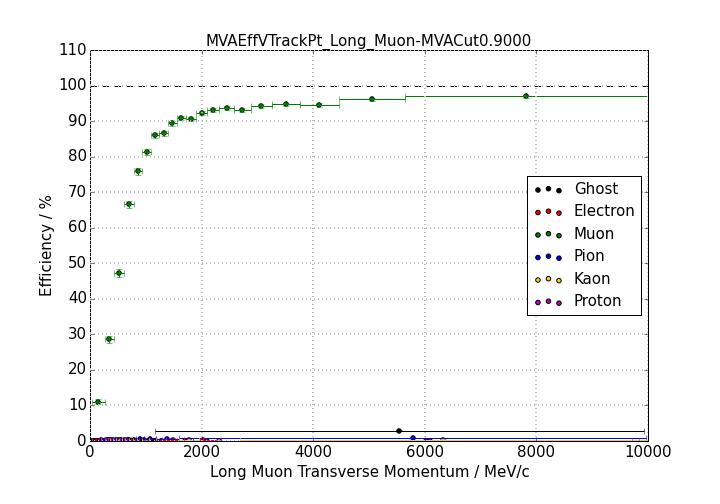 MVAEffVTrackPt_Long_Muon-MVACut0.9000
110
100
90
80
70
60
50
40
30
20
10
0
Efficiency / %
Ghost
Electron
Muon
Pion
Kaon
Proton
0 2000 4000 6000 8000 10000
Long Muon Transverse Momentum / MeV/c